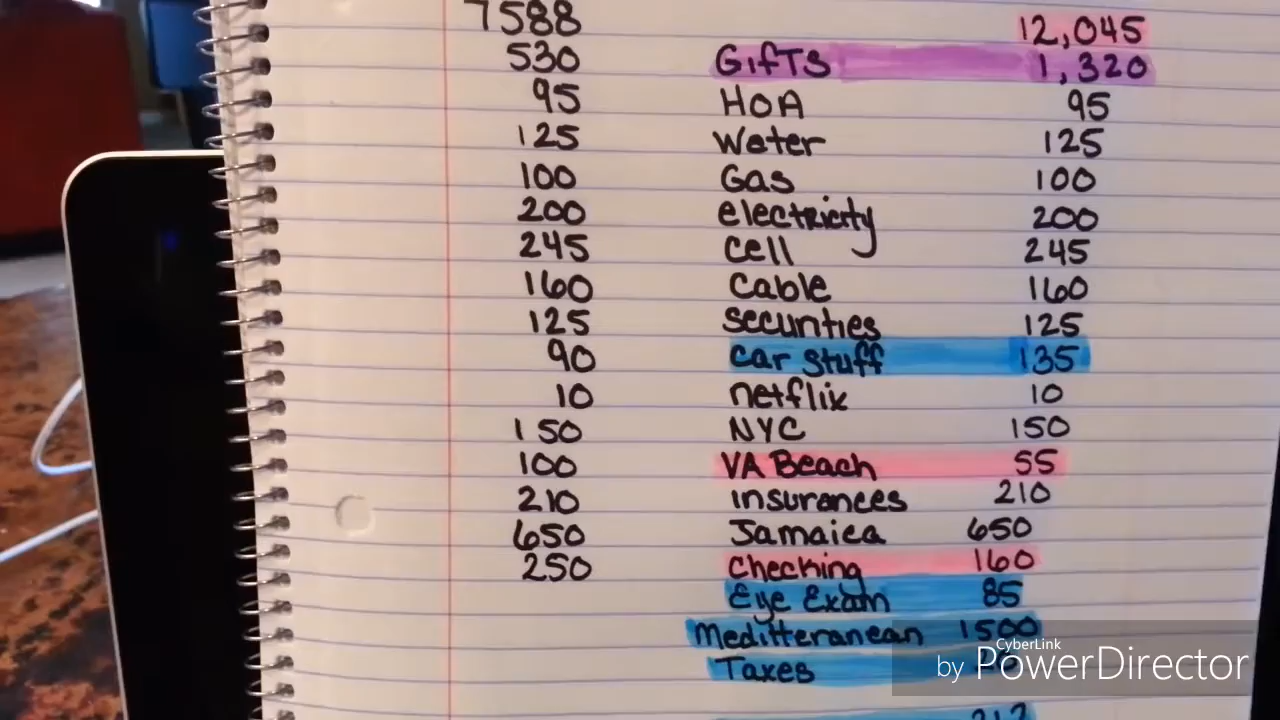 7588 12,045
530 GifTS 1,320
95 HOA 95
125 Water 125
100 Gas 100
200 electricity 200
245 Cell 245
160 Cable 160
125 Securities 125
90 Car Stuff 135
10 netflix 10
150 NYC 150
100 VA Beach 55
210 insurances 210
650 Jamaica 650
250 Checking 160
Eye Exam 85
Meditteranean 1500
Taxes
CyberLink
by PowerDirector